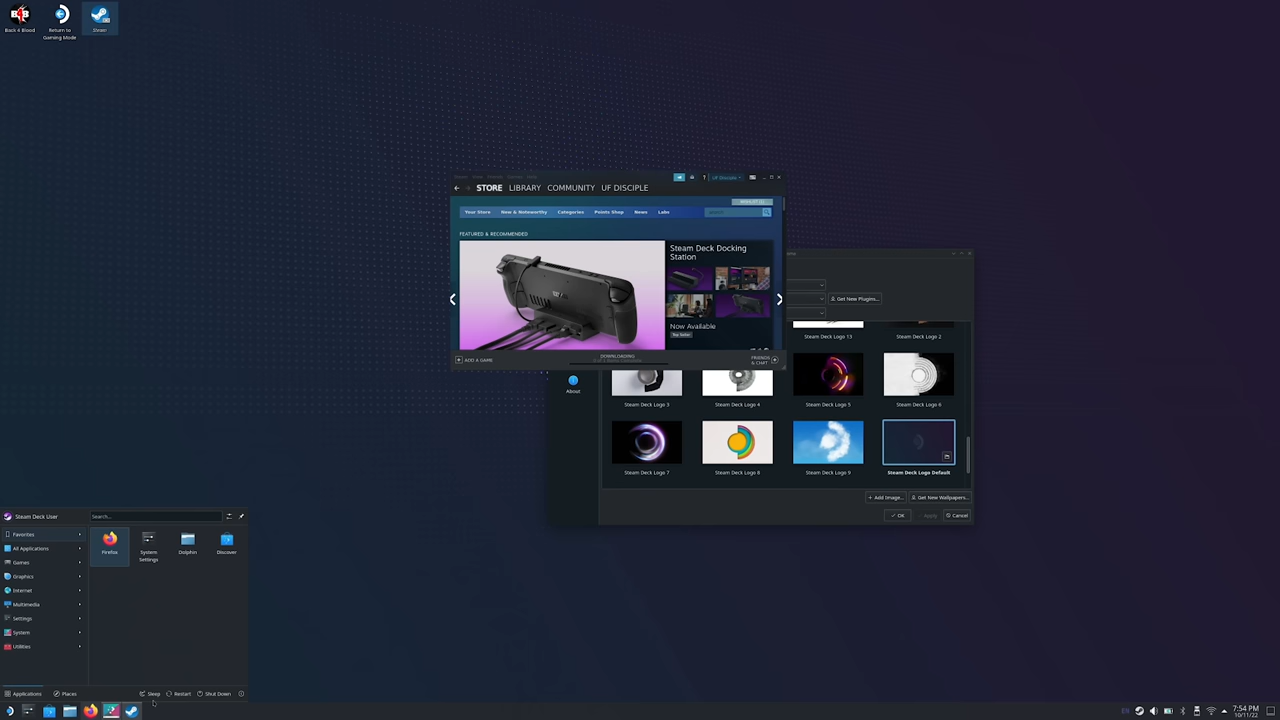 Back 4 Blood
Return to
Gaming Mode
Steam
UF DISCIPLE
STORE
LIBRARY
COMMUNITY
UF DISCIPLE
Your Store
New & Noteworthy
Categories
Points Shop
News
Labs
FEATURED & RECOMMENDED
Steam Deck Docking
Station
Now Available
Top Seller
ADD A GAME
DOWNLOADING
FRIENDS
& CHAT
Get New Plugins...
Steam Deck Logo 13
Steam Deck Logo 2
About
Steam Deck Logo 3
Steam Deck Logo 4
Steam Deck Logo 5
Steam Deck Logo 6
Steam Deck Logo 7
Steam Deck Logo 8
Steam Deck Logo 9
Steam Deck Logo Default
Add Image...
Get New Wallpapers...
OK
Apply
Cancel
Steam Deck User
Search...
Favorites
All Applications
Games
Graphics
Internet
Multimedia
Settings
System
Utilities
Firefox
System
Settings
Dolphin
Discover
Applications
Places
Sleep
Restart
Shut Down
EN
7:54 PM
10/11/22